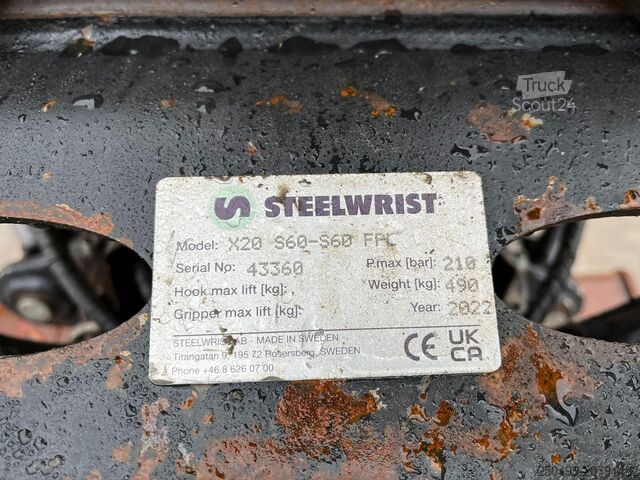 Truck
Scout24
STEELWRIST
Model: X20 S60-S60 FPL
Serial No: 43360 P.max [bar]: 210
Hook max lift [kg]: Weight [kg]: 490
Gripper max lift [kg]: Year: 2022
STEELWRIST AB - MADE IN SWEDEN
Titangatan 9, 195 72 Rosersberg, SWEDEN
Phone +46 8 626 07 00
CE UK
CA